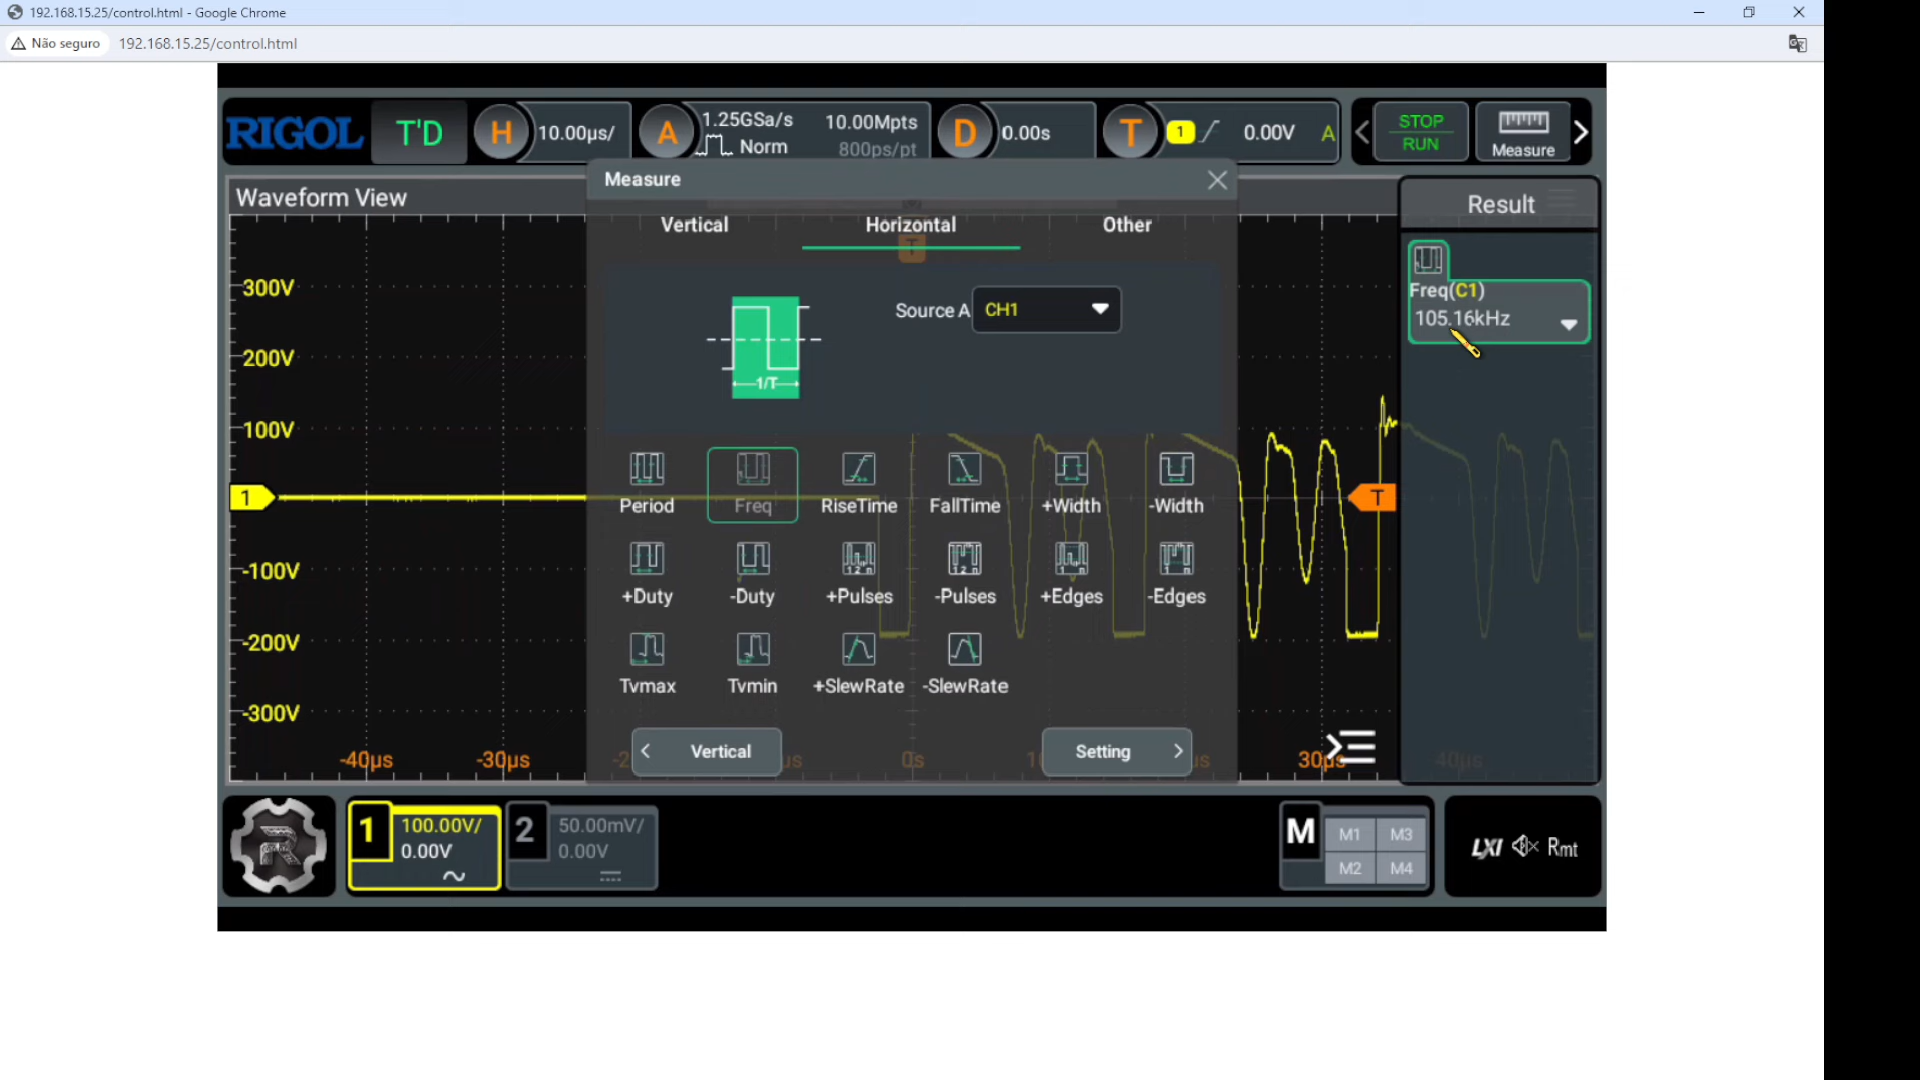 192.168.15.25/control.html - Google Chrome
Não seguro 192.168.15.25/control.html
RIGOL T'D H 10.00µs/ A 1.25GSa/s 10.00Mpts D 0.00s T 1 0.00V A STOP
Norm 800ps/pt RUN Measure
Measure
Waveform View Result
Vertical Horizontal Other
T
300V
Freq(C1)
105.16kHz
Source A CH1
200V
1/T
100V
1 T
Period Freq RiseTime FallTime +Width -Width
-100V
+Duty -Duty +Pulses -Pulses +Edges -Edges
-200V
Tvmax Tvmin +SlewRate -SlewRate
-300V
< Vertical Setting >
-40µs -30µs 0s 30µs 40µs
1 100.00V/ 2 50.00mV/ M M1 M3
0.00V 0.00V M2 M4
LXI Rmt